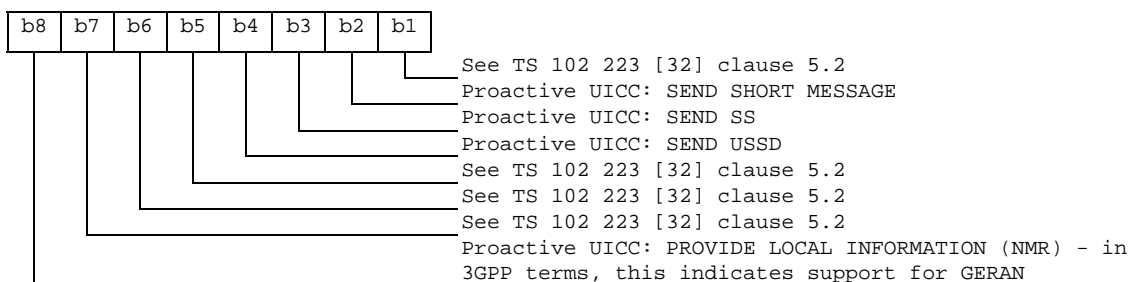 b8 b7 b6 b5 b4 b3 b2 b1
See TS 102 223 [32] clause 5.2
Proactive UICC: SEND SHORT MESSAGE
Proactive UICC: SEND SS
Proactive UICC: SEND USSD
See TS 102 223 [32] clause 5.2
See TS 102 223 [32] clause 5.2
See TS 102 223 [32] clause 5.2
Proactive UICC: PROVIDE LOCAL INFORMATION (NMR) - in
3GPP terms, this indicates support for GERAN